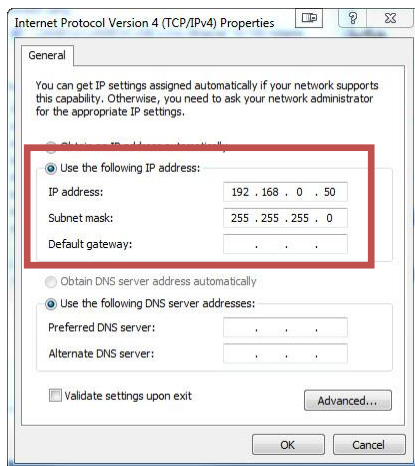 Internet Protocol Version 4 (TCP/IPv4) Properties
General
You can get IP settings assigned automatically if your network supports
this capability. Otherwise, you need to ask your network administrator
for the appropriate IP settings.
Use the following IP address:
IP address: 192 . 168 . 0 . 50
Subnet mask: 255 . 255 . 255 . 0
Default gateway: . . .
Obtain DNS server address automatically
Use the following DNS server addresses:
Preferred DNS server: . . .
Alternate DNS server: . . .
Validate settings upon exit
Advanced...
OK Cancel